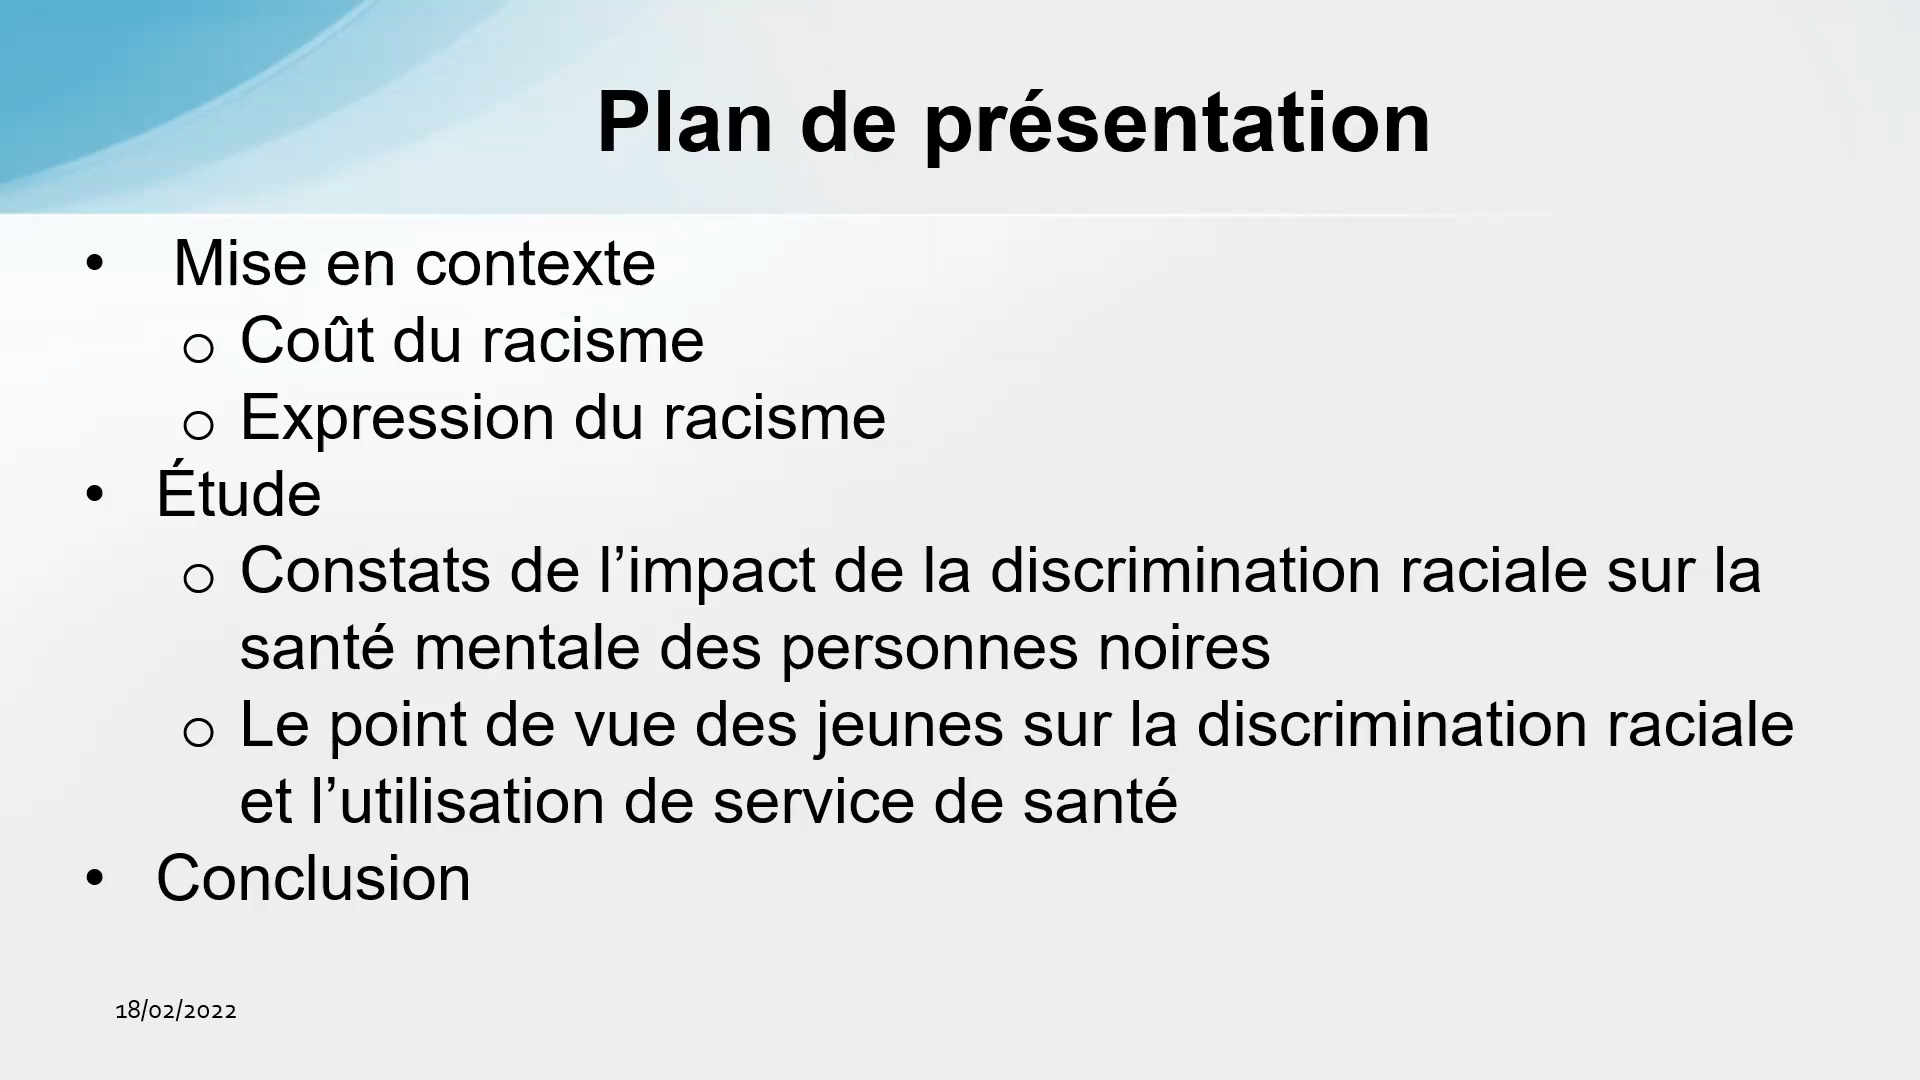 Plan de présentation
• Mise en contexte
o Coût du racisme
o Expression du racisme
• Étude
o Constats de l’impact de la discrimination raciale sur la
santé mentale des personnes noires
o Le point de vue des jeunes sur la discrimination raciale
et l’utilisation de service de santé
• Conclusion
18/02/2022